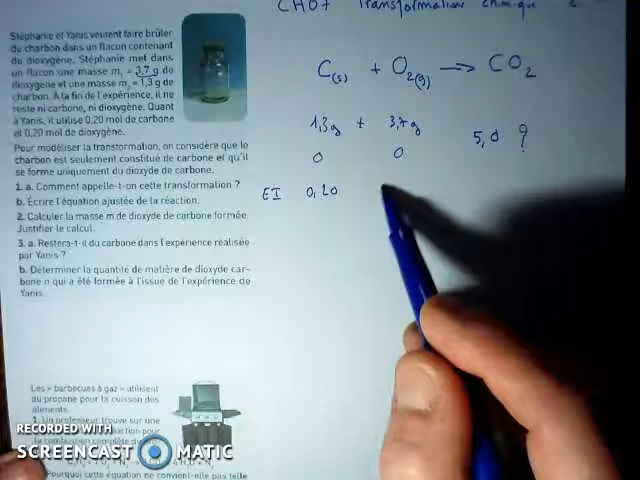 CH07 Transformation chimique 2
Stéphanie et Yanis veulent faire brûler
du charbon dans un flacon contenant
du dioxygène. Stéphanie met dans
un flacon une masse m₁ = 3,7 g de
dioxygène et une masse m₂ = 1,3 g de
charbon. À la fin de l'expérience, il ne
reste ni carbone, ni dioxygène. Quant
à Yanis, il utilise 0,20 mol de carbone
et 0,20 mol de dioxygène.
Pour modéliser la transformation, on considère que le
charbon est seulement constitué de carbone et qu'il
se forme uniquement du dioxyde de carbone.
1. a. Comment appelle-t-on cette transformation ?
b. Écrire l'équation ajustée de la réaction.
2. Calculer la masse m de dioxyde de carbone formée.
Justifier le calcul.
3. a. Restera-t-il du carbone dans l'expérience réalisée
par Yanis ?
b. Déterminer la quantité de matière de dioxyde car-
bone n qui a été formée à l'issue de l'expérience de
Yanis.
C(s) + O2(g) → CO2
1,3g + 3,7g 5,0 ?
0 0
EI 0,20
Les « barbecues à gaz » utilisent
du propane pour la cuisson des
aliments.
1. Un professeur trouve sur une
RECORDED WITH
SCREENCAST MATIC
Pourquoi cette équation ne convient-elle pas telle